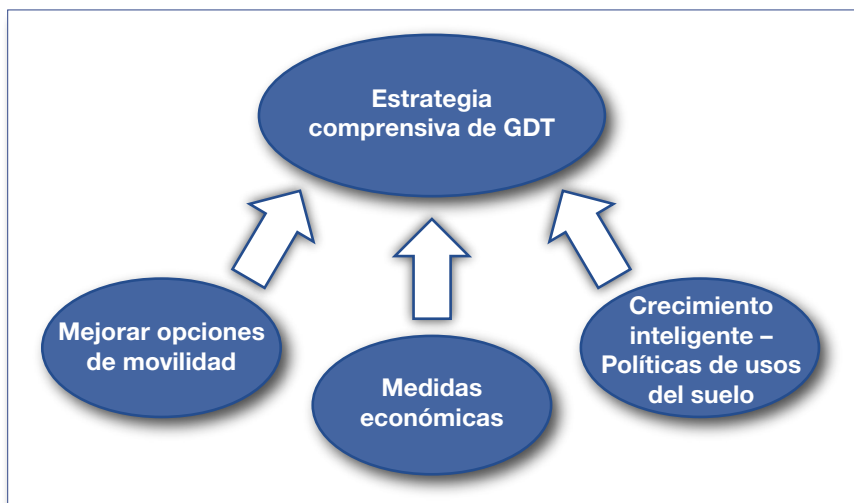 Estrategia
comprensiva de GDT
Mejorar opciones
de movilidad
Medidas
económicas
Crecimiento
inteligente –
Políticas de usos
del suelo